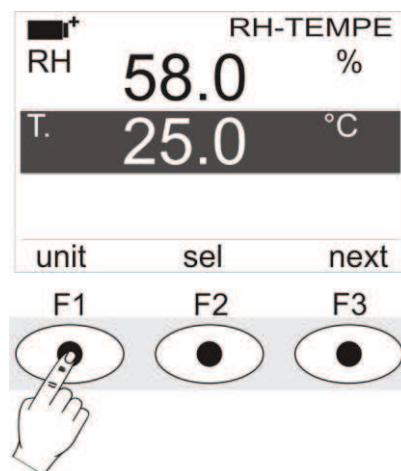 RH-TEMPE
RH 58.0 %
T. 25.0 °C
unit sel next
F1 F2 F3